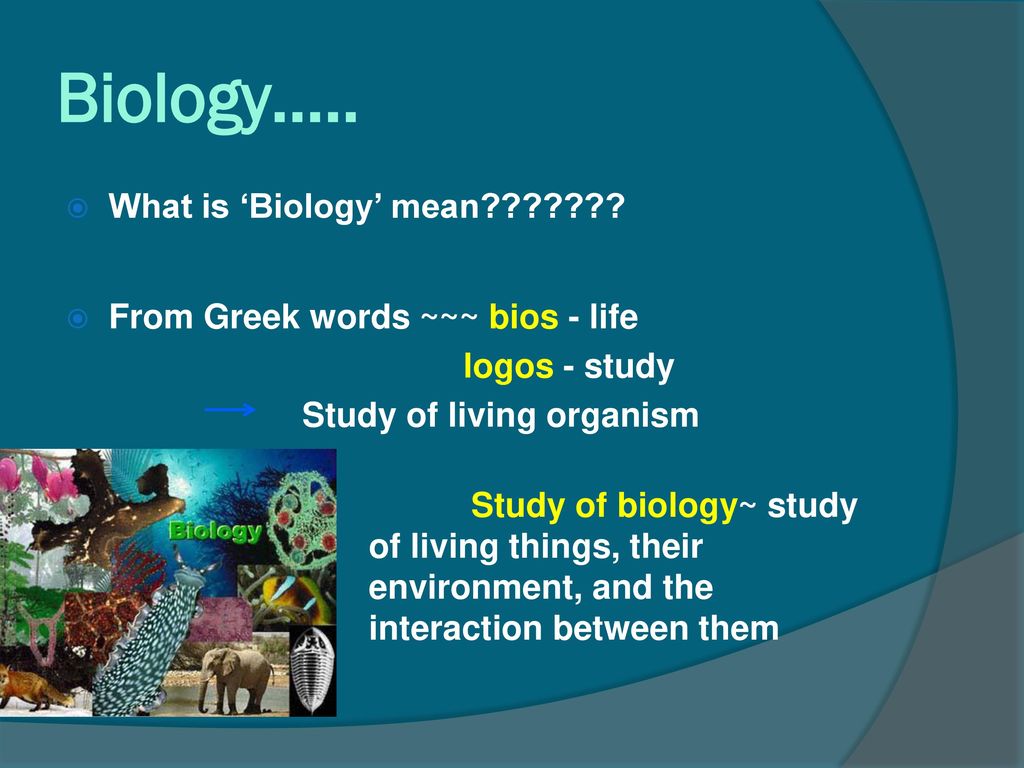 Biology.....
What is ‘Biology’ mean???????
From Greek words ~~~ bios - life
logos - study
Study of living organism
Biology
Study of biology~ study
of living things, their
environment, and the
interaction between them